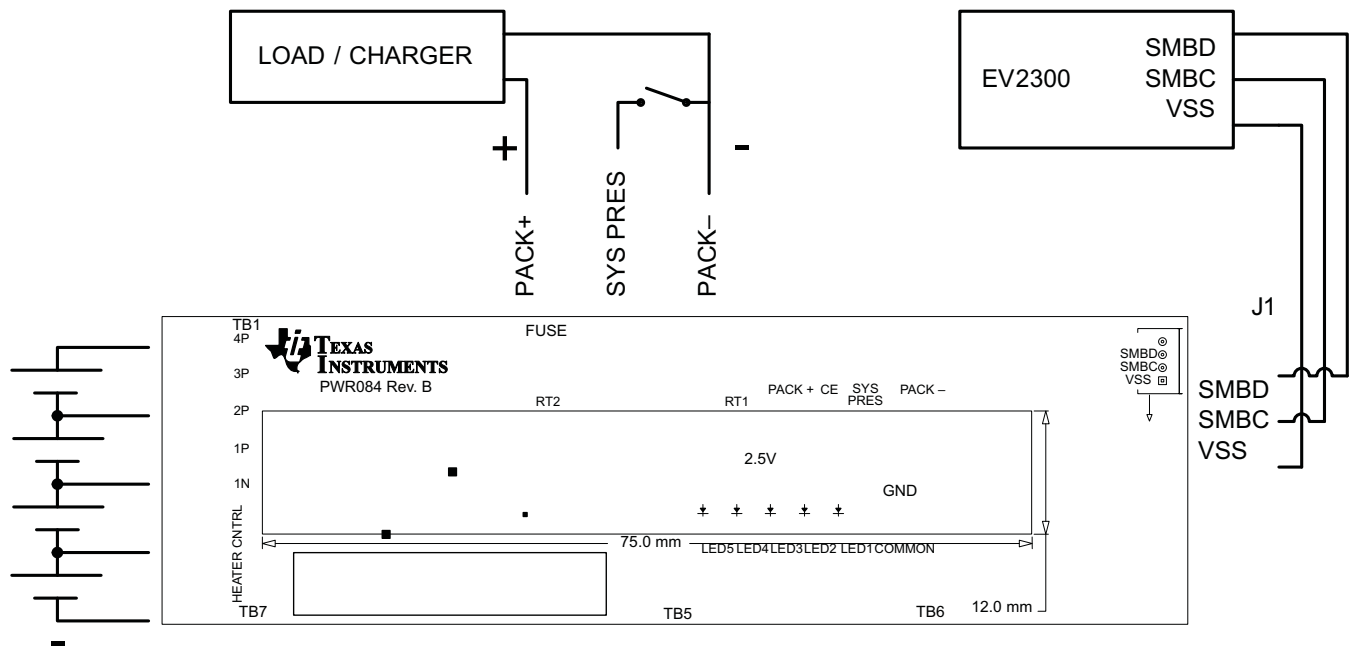 LOAD / CHARGER
EV2300
SMBD
SMBC
VSS
+
-
PACK+
SYS PRES
PACK–
J1
TB1
4P
3P
2P
1P
1N
HEATER CNTRL
TB7
TEXAS
INSTRUMENTS
PWR084 Rev. B
FUSE
RT2
RT1
PACK + CE SYS PRES PACK –
SMBD
SMBC
VSS
SMBD
SMBC
VSS
2.5V
GND
75.0 mm
LED5 LED4 LED3 LED2 LED1 COMMON
12.0 mm
TB5
TB6
-